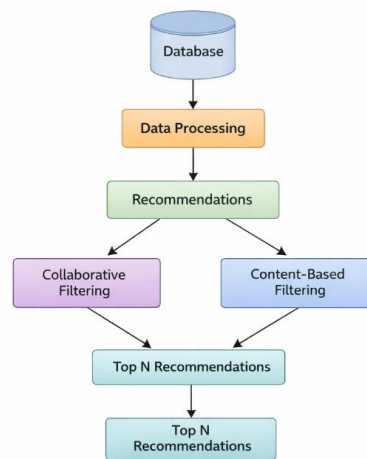 Database
Data Processing
Recommendations
Collaborative
Filtering
Content-Based
Filtering
Top N Recommendations
Top N
Recommendations